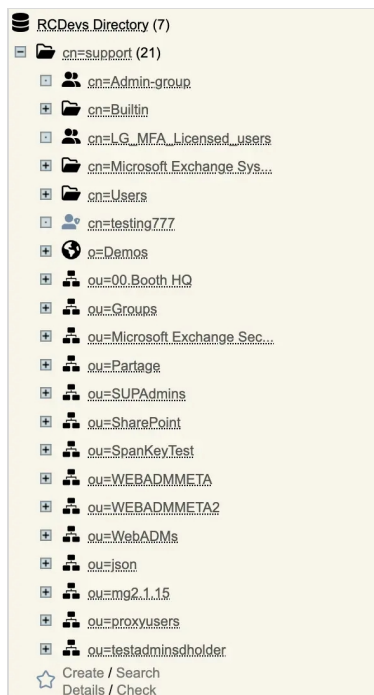 RCDevs Directory (7)
cn=support (21)
cn=Admin-group
cn=Builtin
cn=LG_MFA_Licensed_users
cn=Microsoft Exchange Sys...
cn=Users
cn=testing777
o=Demos
ou=00.Booth HQ
ou=Groups
ou=Microsoft Exchange Sec...
ou=Partage
ou=SUPAdmins
ou=SharePoint
ou=SpanKeyTest
ou=WEBADMMETA
ou=WEBADMMETA2
ou=WebADMs
ou=json
ou=mg2.1.15
ou=proxyusers
ou=testadminsdholder
Create / Search
Details / Check